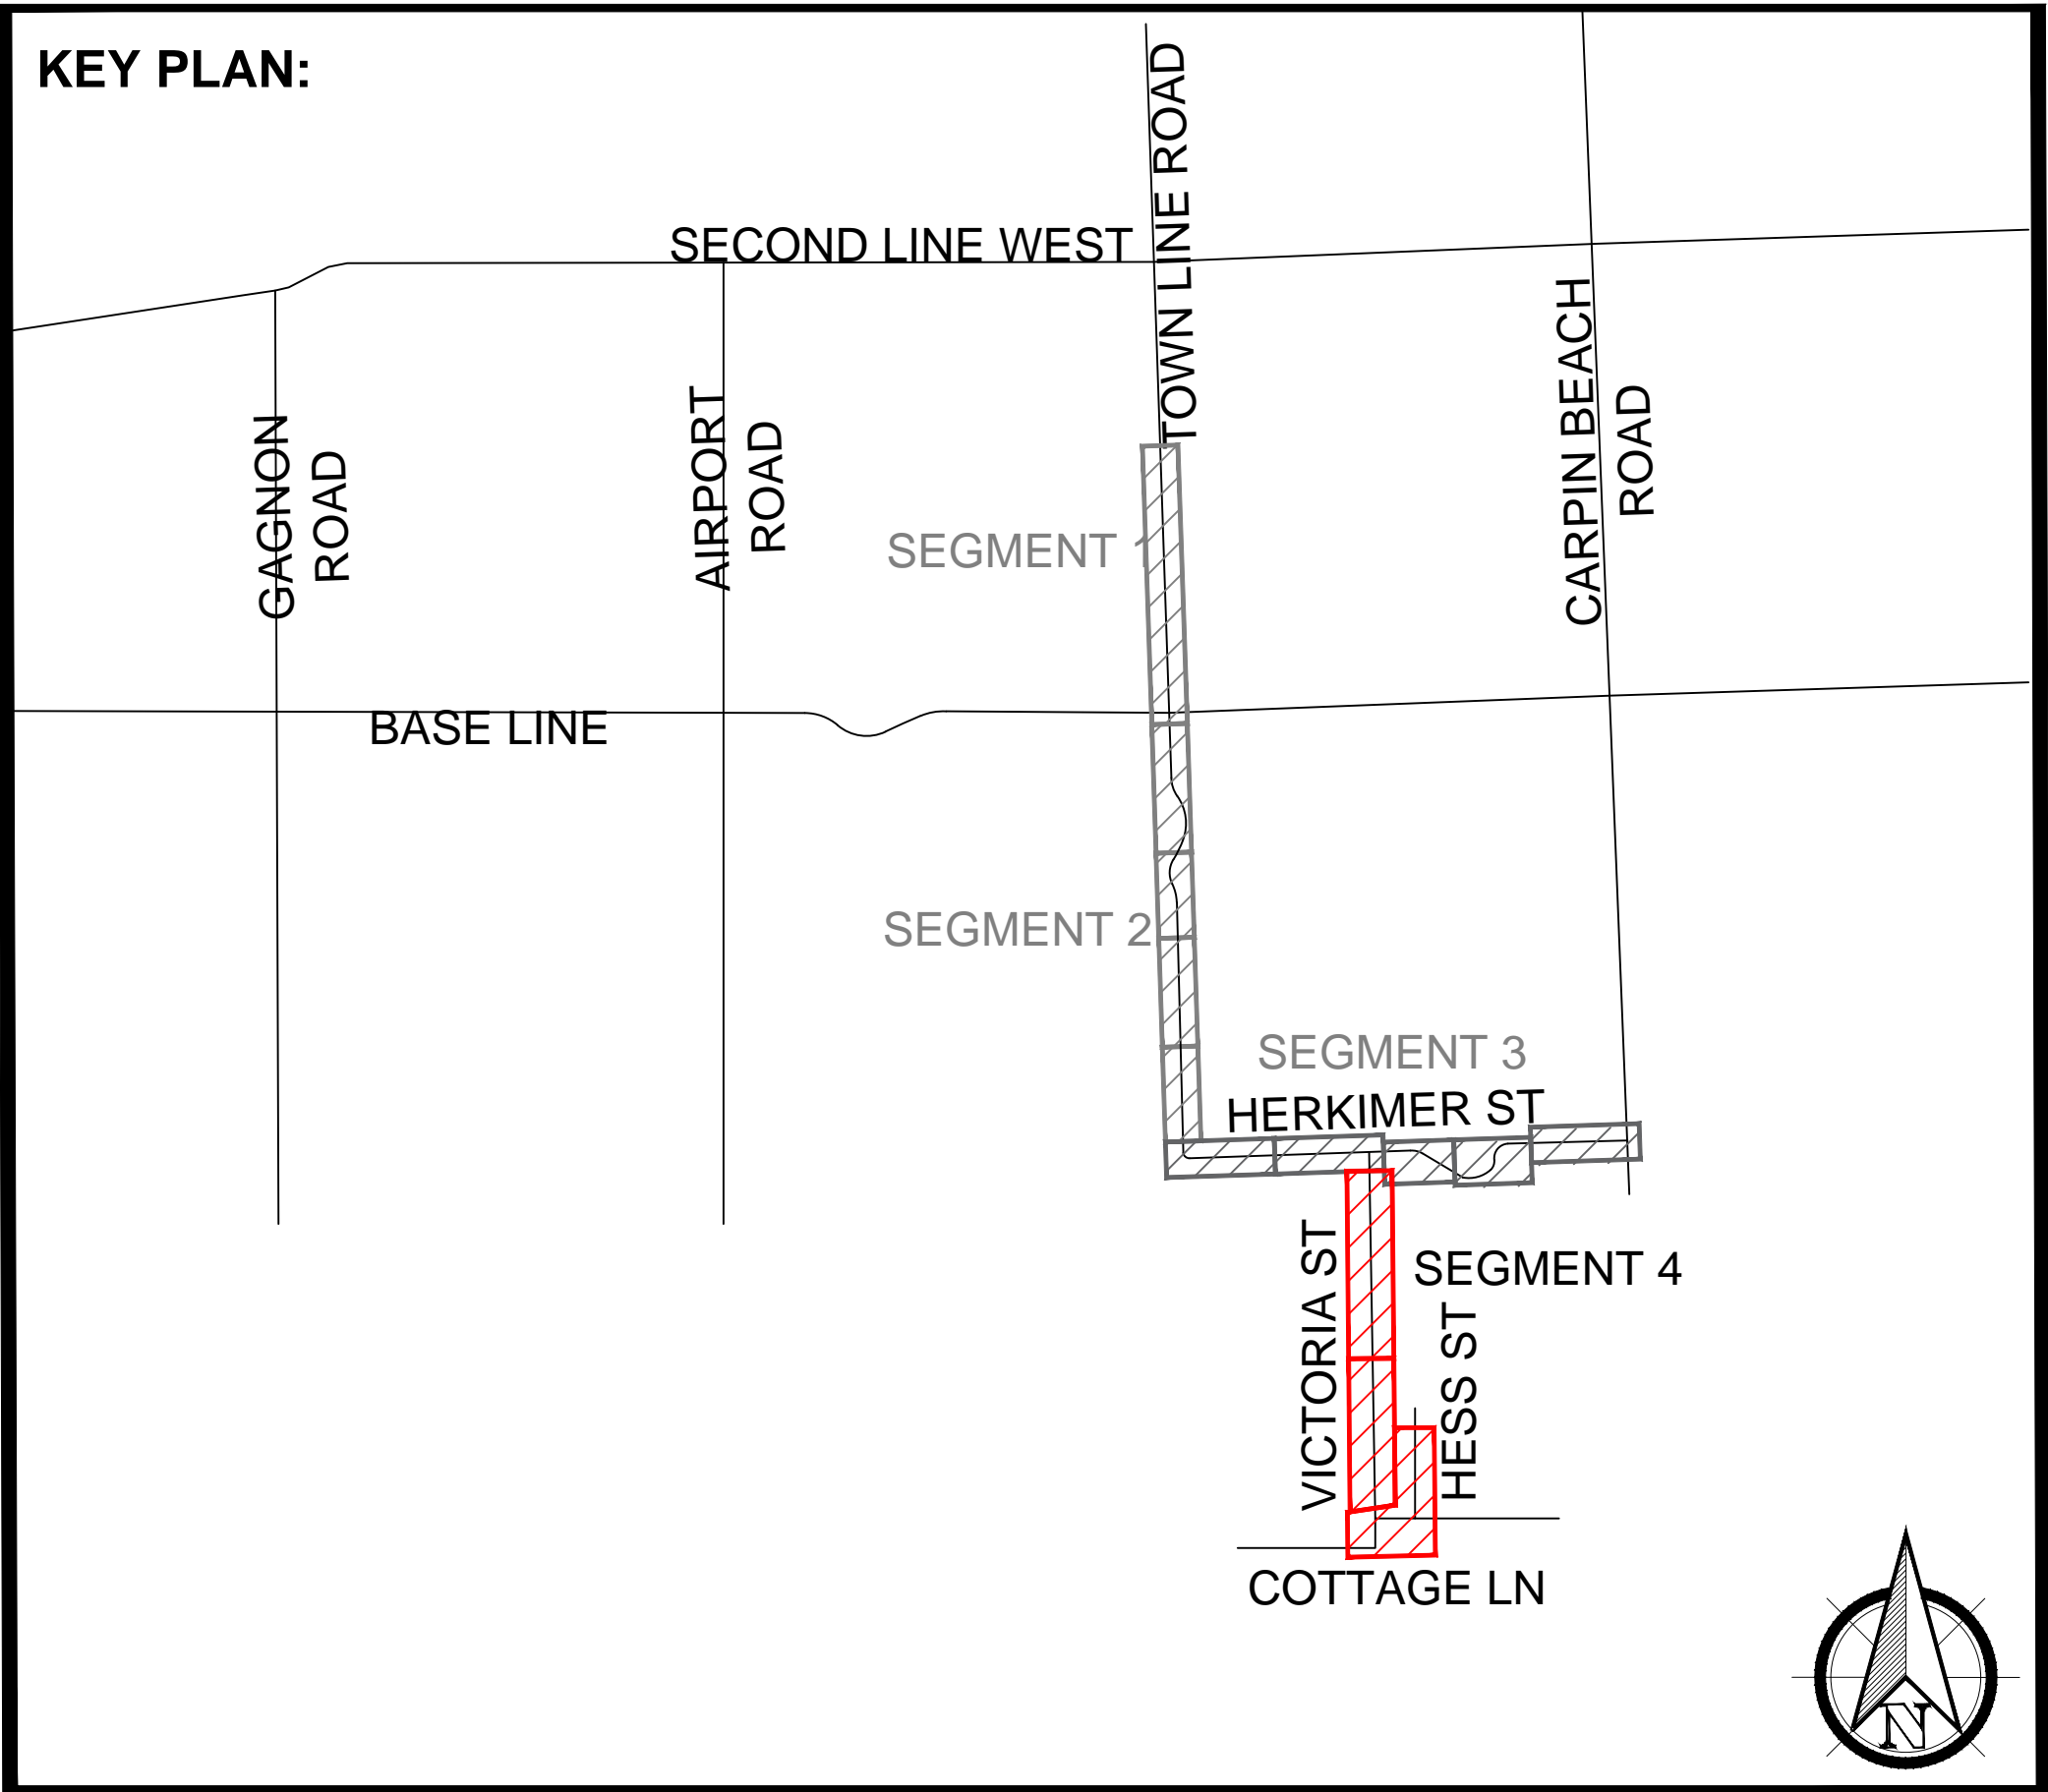 KEY PLAN:
TOWN LINE ROAD
SECOND LINE WEST
CARPIN BEACH
ROAD
GAGNON
ROAD
AIRPORT
ROAD
SEGMENT 1
BASE LINE
SEGMENT 2
SEGMENT 3
HERKIMER ST
VICTORIA ST
SEGMENT 4
HESS ST
COTTAGE LN
N